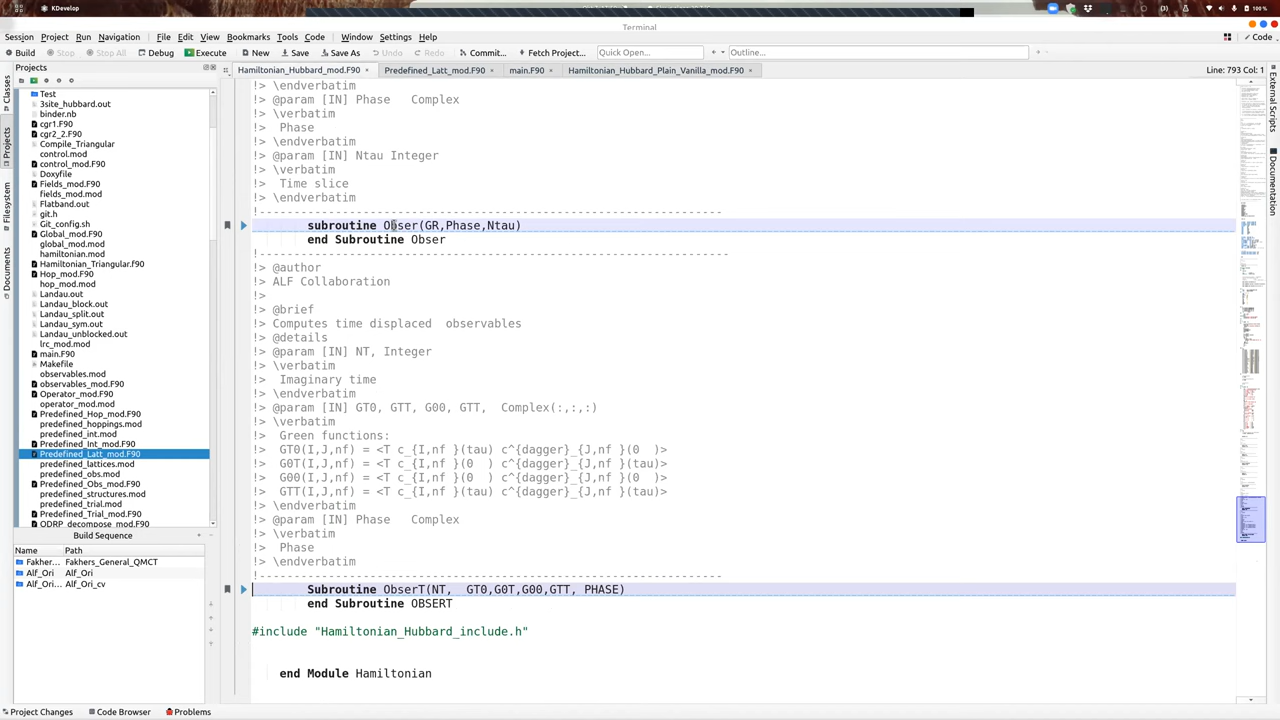 KDevelop
100 %
Terminal
Session Project Run Navigation File Edit View Bookmarks Tools Code Window Settings Help Code
Build Stop Stop All Debug Execute New Save Save As Undo Redo Commit... Fetch Project... Quick Open... Outline...
Projects Hamiltonian_Hubbard_mod.F90 Predefined_Latt_mod.F90 main.F90 Hamiltonian_Hubbard_Plain_Vanilla_mod.F90 Line: 793 Col: 1
Classes
Projects
Filesystem
Documents
External Scripts
Documentation
Test
3site_hubbard.out
binder.nb
cgr1.F90
cgr2_2.F90
Compile_Triangular
control.mod
control_mod.F90
Doxyfile
Fields_mod.F90
fields_mod.mod
Flatband.out
git.h
Git_config.sh
Global_mod.F90
global_mod.mod
hamiltonian.mod
Hamiltonian_Triangular.f90
Hop_mod.F90
hop_mod.mod
Landau.out
Landau_block.out
Landau_split.out
Landau_sym.out
Landau_unblocked.out
lrc_mod.mod
main.F90
Makefile
observables.mod
observables_mod.F90
Operator_mod.F90
operator_mod.mod
Predefined_Hop_mod.F90
predefined_hoppings.mod
predefined_int.mod
Predefined_Int_mod.F90
Predefined_Latt_mod.F90
predefined_lattices.mod
predefined_obs.mod
Predefined_Obs_mod.F90
predefined_structures.mod
predefined_trial.mod
Predefined_Trial_mod.F90
QDRP_decompose_mod.F90
Build Sequence
Name Path
Fakher... Fakhers_General_QMCT
Alf_Ori Alf_Ori
Alf_Ori... Alf_Ori_cv
!> \endverbatim
!> @param [IN] Phase   Complex
!> \Verbatim
!>  Phase
!> \endverbatim
!> @param [IN] Ntau Integer
!> \verbatim
!>  Time slice
!> \endverbatim
!-------------------------------------------------------------------
subroutine Obser(GR,Phase,Ntau)
end Subroutine Obser
!-------------------------------------------------------------------
!> @author
!> ALF Collaboration
!>
!> @brief
!> Computes time displaced  observables
!> @details
!> @param [IN] NT, Integer
!> \verbatim
!>  Imaginary time
!> \endverbatim
!> @param [IN] GT0, GTT, G00, GTT,  Complex(:,:,:)
!> \verbatim
!>  Green functions:
!>  GT0(I,J,nf) = <T c_{I,nf }(tau) c^{dagger}_{J,nf }(0  )>
!>  G0T(I,J,nf) = <T c_{I,nf }(0  ) c^{dagger}_{J,nf }(tau)>
!>  G00(I,J,nf) = <T c_{I,nf }(0  ) c^{dagger}_{J,nf }(0  )>
!>  GTT(I,J,nf) = <T c_{I,nf }(tau) c^{dagger}_{J,nf }(tau)>
!> \endverbatim
!> @param [IN] Phase   Complex
!> \Verbatim
!>  Phase
!> \endverbatim
!-------------------------------------------------------------------
Subroutine ObserT(NT,  GT0,G0T,G00,GTT, PHASE)
end Subroutine OBSERT
#include "Hamiltonian_Hubbard_include.h"
end Module Hamiltonian
Project Changes Code Browser Problems